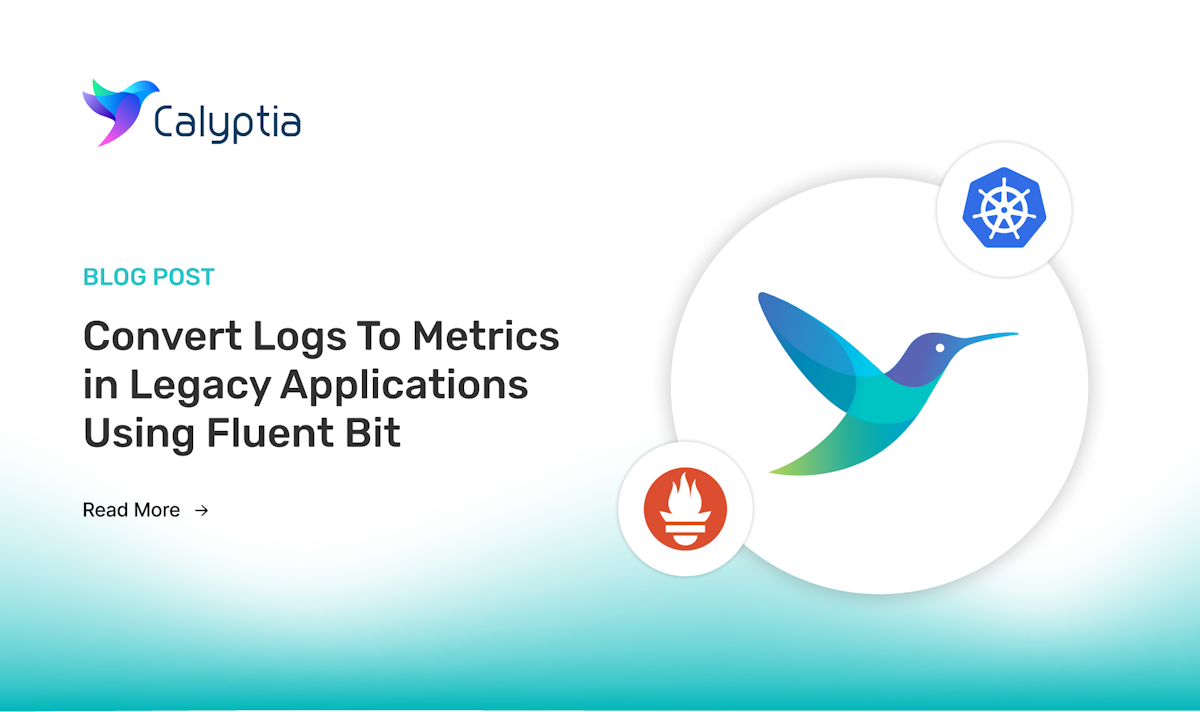 Calyptia
BLOG POST
Convert Logs To Metrics
in Legacy Applications
Using Fluent Bit
Read More →